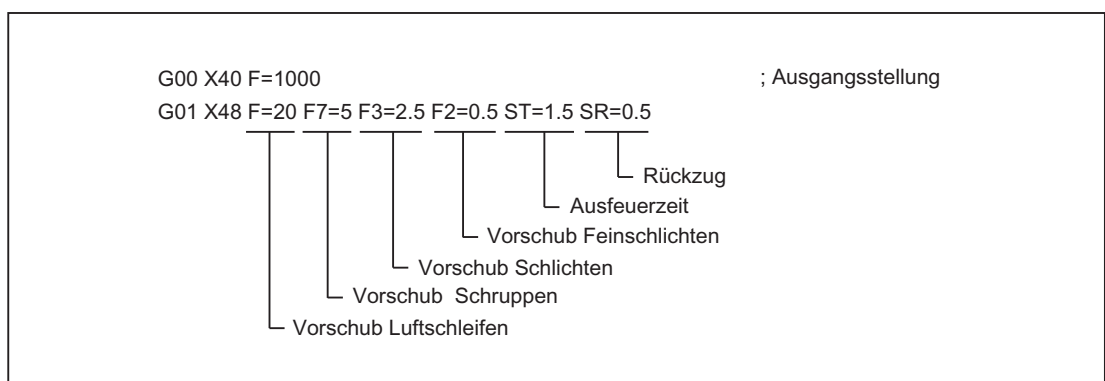 G00 X40 F=1000 ; Ausgangsstellung
G01 X48 F=20 F7=5 F3=2.5 F2=0.5 ST=1.5 SR=0.5
Rückzug
Ausfeuerzeit
Vorschub Feinschlichten
Vorschub Schlichten
Vorschub Schruppen
Vorschub Luftschleifen